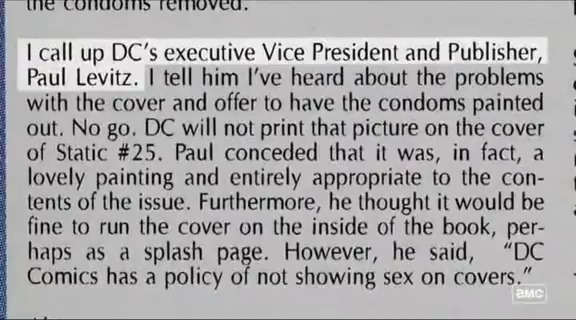 the condoms removed.
I call up DC's executive Vice President and Publisher,
Paul Levitz. I tell him I've heard about the problems
with the cover and offer to have the condoms painted
out. No go. DC will not print that picture on the cover
of Static #25. Paul conceded that it was, in fact, a
lovely painting and entirely appropriate to the con-
tents of the issue. Furthermore, he thought it would be
fine to run the cover on the inside of the book, per-
haps as a splash page. However, he said, "DC
Comics has a policy of not showing sex on covers."
amc